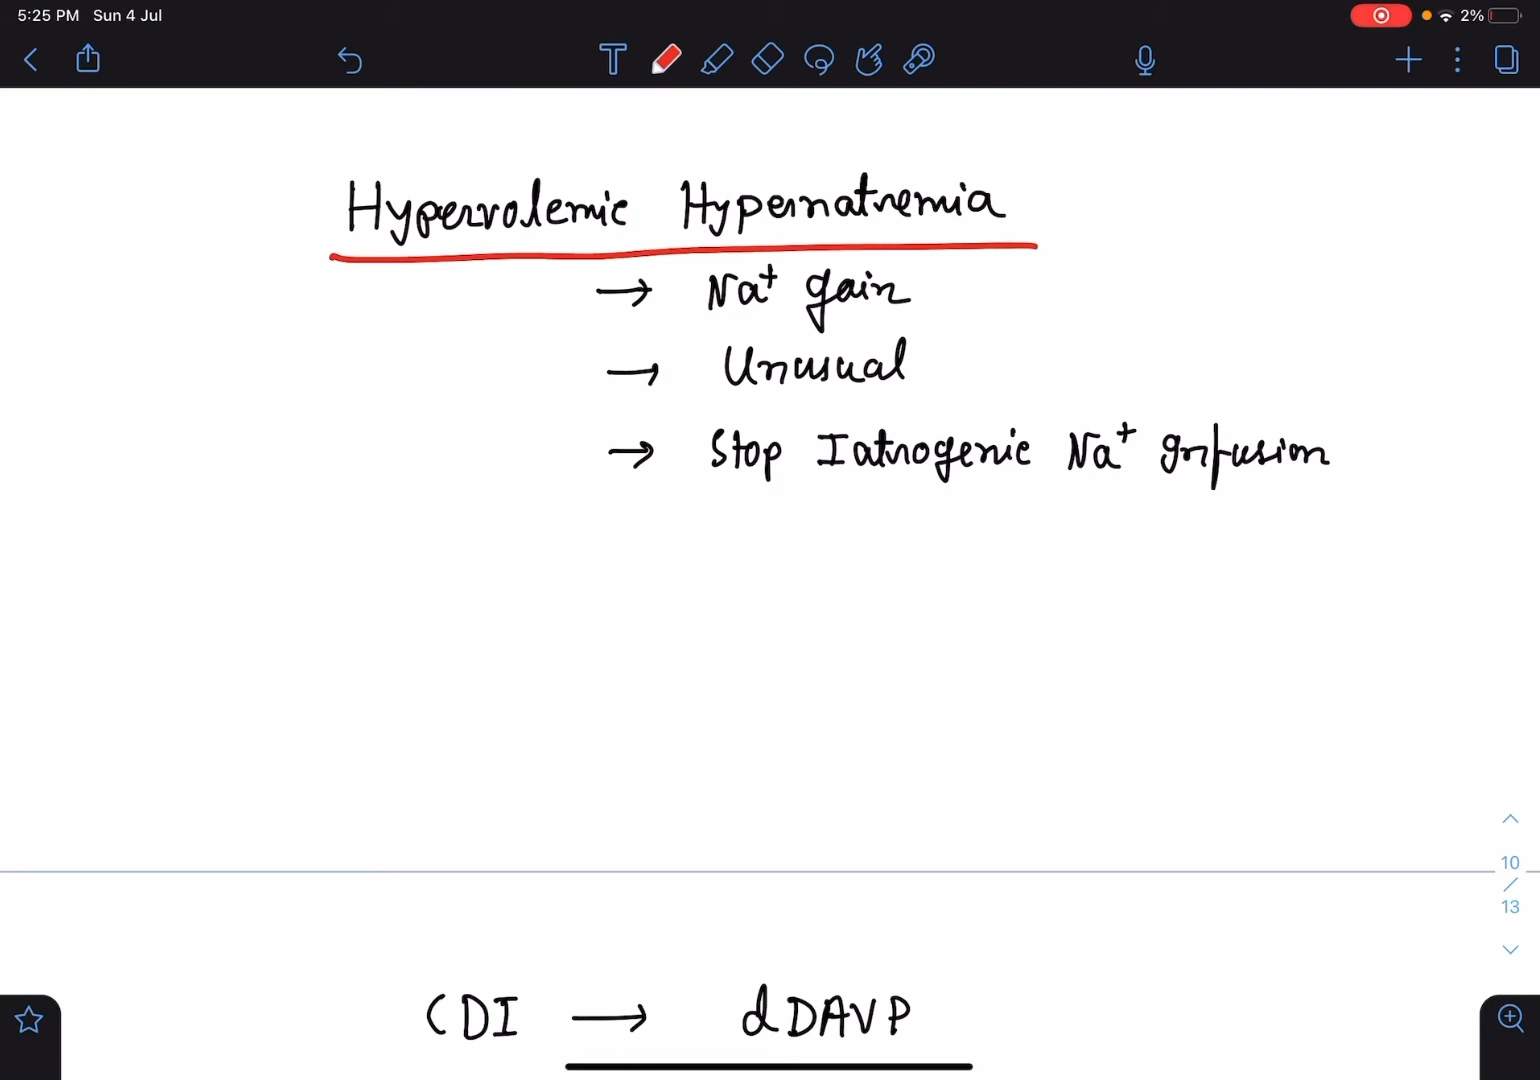 5:25 PM Sun 4 Jul 2%
T
Hypervolemic Hypernatremia
→ Na⁺ gain
→ Unusual
→ Stop Iatrogenic Na⁺ Infusion
10
/
13
CDI → dDAVP